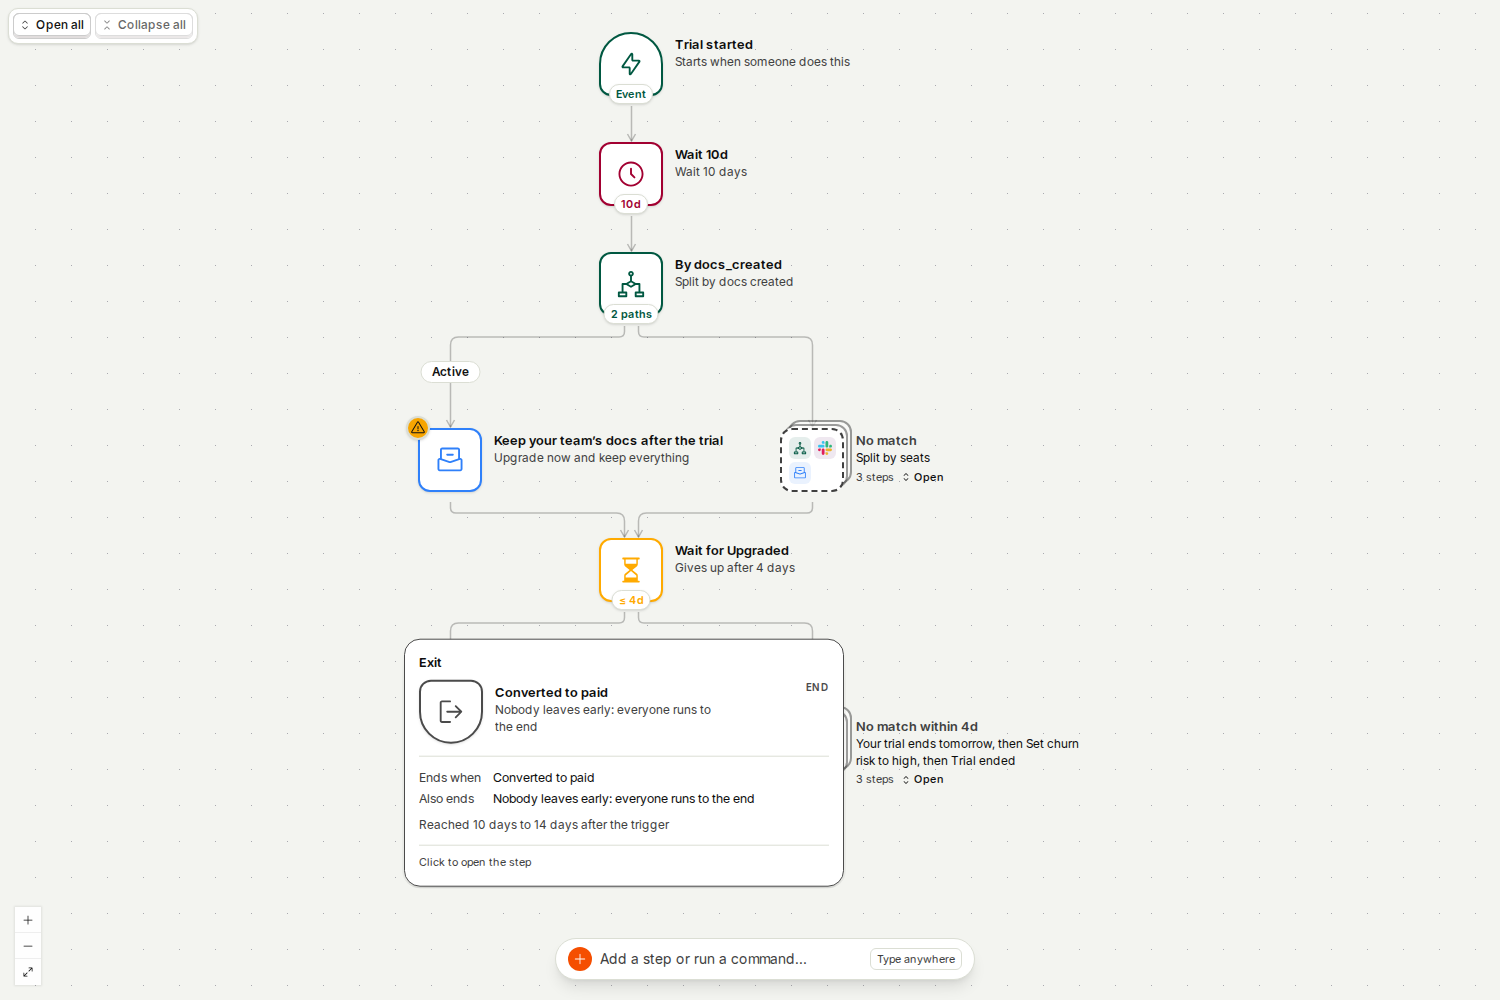 Open all
Collapse all
Trial started
Starts when someone does this
Event
Wait 10d
Wait 10 days
10d
By docs_created
Split by docs created
2 paths
Active
Keep your team's docs after the trial
Upgrade now and keep everything
No match
Split by seats
3 steps Open
Wait for Upgraded
Gives up after 4 days
≤ 4d
Exit
Converted to paid
END
Nobody leaves early: everyone runs to
the end
Ends when Converted to paid
Also ends Nobody leaves early: everyone runs to the end
Reached 10 days to 14 days after the trigger
Click to open the step
No match within 4d
Your trial ends tomorrow, then Set churn
risk to high, then Trial ended
3 steps Open
Add a step or run a command...
Type anywhere